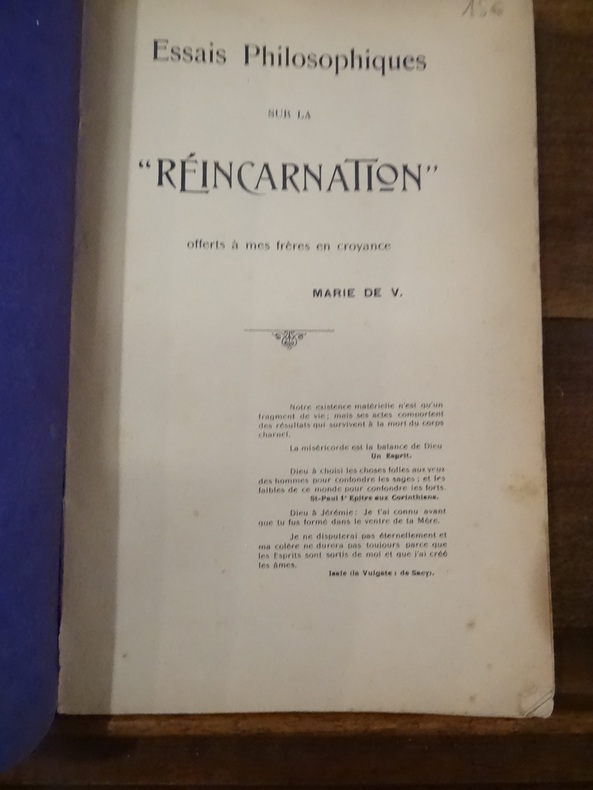 156
Essais Philosophiques
SUR LA
"RÉINCARNATION"
offerts à mes frères en croyance
MARIE DE V.
Notre existence matérielle n'est qu'un
fragment de vie; mais ses actes comportent
des résultats qui survivent à la mort du corps
charnel.
La miséricorde est la balance de Dieu
Un Esprit.
Dieu à choisi les choses folles aux yeux
des hommes pour confondre les sages; et les
faibles de ce monde pour confondre les forts.
St-Paul 1e Epitre aux Corinthiens.
Dieu à Jérémie: Je t'ai connu avant
que tu fus formé dans le ventre de ta Mère.
Je ne disputerai pas éternellement et
ma colère ne durera pas toujours parce que
les Esprits sont sortis de moi et que j'ai créé
les âmes.
Isaïe (la Vulgate: de Sacy).